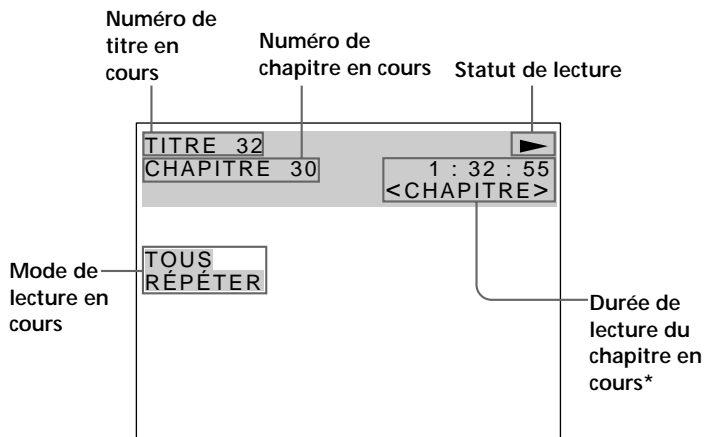 Numéro de
titre en
cours
Numéro de
chapitre en cours
Statut de lecture
TITRE 32
CHAPITRE 30
1 : 32 : 55
<CHAPITRE>
TOUS
RÉPÉTER
Mode de
lecture en
cours
Durée de
lecture du
chapitre en
cours*